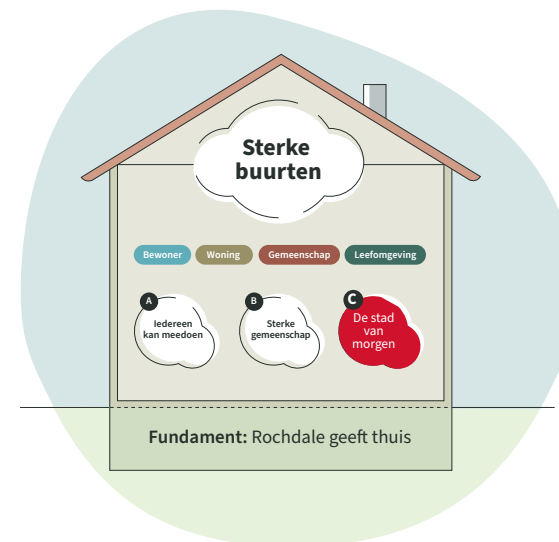 Sterke
buurten
Bewoner
Woning
Gemeenschap
Leefomgeving
A
Iedereen
kan meedoen
B
Sterke
gemeenschap
C
De stad
van
morgen
Fundament: Rochdale geeft thuis